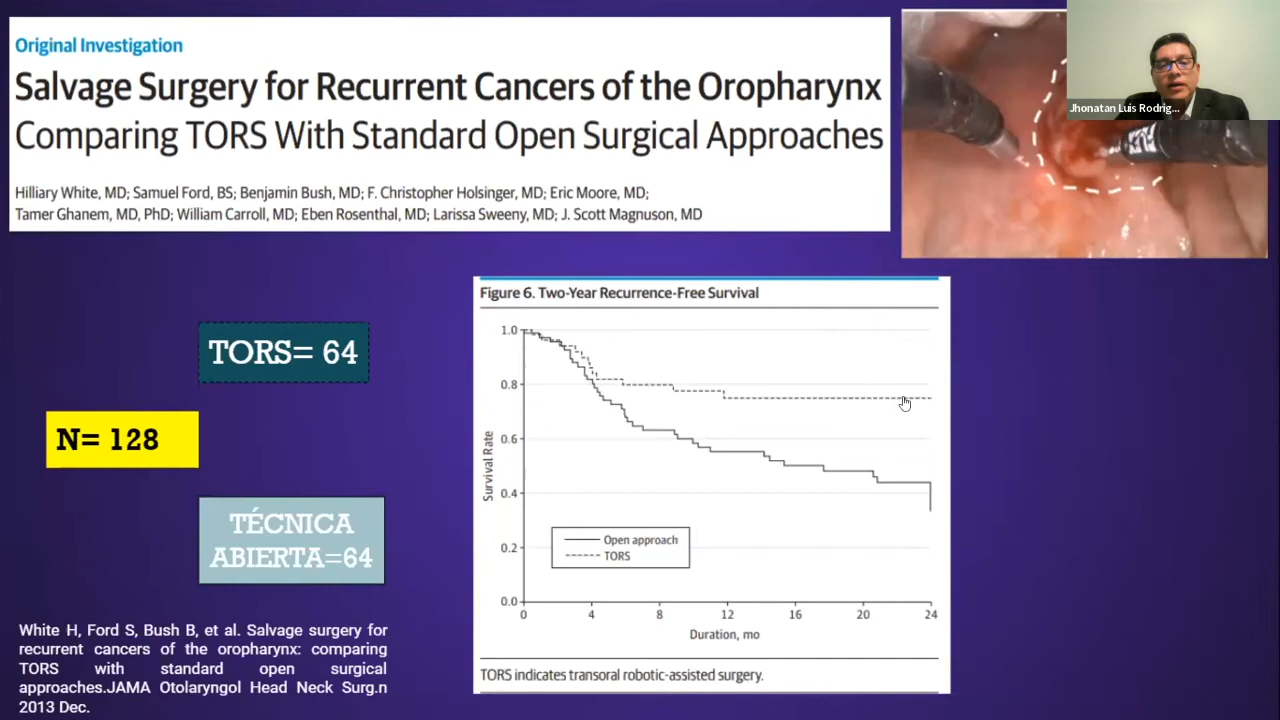 Original Investigation
Salvage Surgery for Recurrent Cancers of the Oropharynx
Comparing TORS With Standard Open Surgical Approaches
Hilliary White, MD; Samuel Ford, BS; Benjamin Bush, MD; F. Christopher Holsinger, MD; Eric Moore, MD;
Tamer Ghanem, MD, PhD; William Carroll, MD; Eben Rosenthal, MD; Larissa Sweeny, MD; J. Scott Magnuson, MD
Jhonatan Luis Rodrig...
TORS= 64
N= 128
TÉCNICA
ABIERTA=64
White H, Ford S, Bush B, et al. Salvage surgery for
recurrent cancers of the oropharynx: comparing
TORS with standard open surgical
approaches.JAMA Otolaryngol Head Neck Surg.n
2013 Dec.
Figure 6. Two-Year Recurrence-Free Survival
1.0
0.8
0.6
0.4
0.2
0.0
Survival Rate
Open approach
TORS
0 4 8 12 16 20 24
Duration, mo
TORS indicates transoral robotic-assisted surgery.